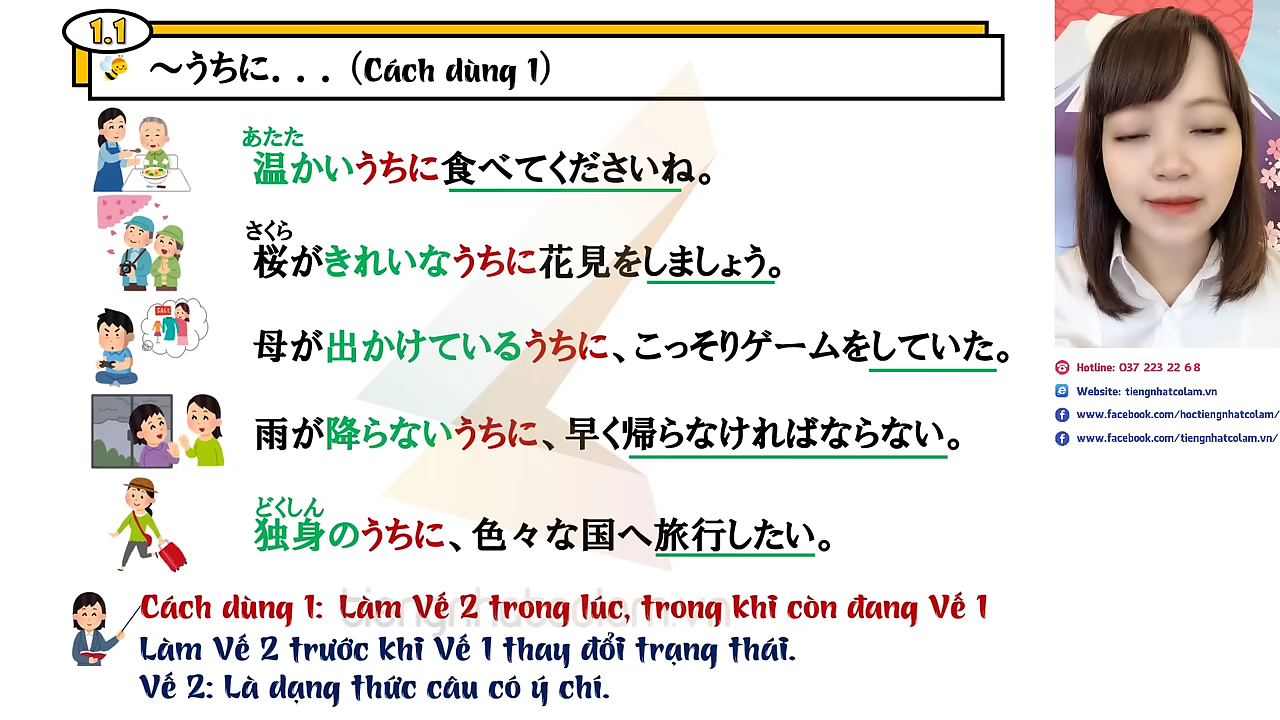 1.1
～うちに．．．（Cách dùng 1）
あたた
温かいうちに食べてくださいね。
さくら
桜がきれいなうちに花見をしましょう。
SALE
母が出かけているうちに、こっそりゲームをしていた。
雨が降らないうちに、早く帰らなければならない。
どくしん
独身のうちに、色々な国へ旅行したい。
tiengnhatcolam.vn
Cách dùng 1: Làm Vế 2 trong lúc, trong khi còn đang Vế 1
Làm Vế 2 trước khi Vế 1 thay đổi trạng thái.
Vế 2: Là dạng thức câu có ý chí.
Hotline: 037 223 22 68
Website: tiengnhatcolam.vn
www.facebook.com/hoctiengnhatcolam/
www.facebook.com/tiengnhatcolam.vn/